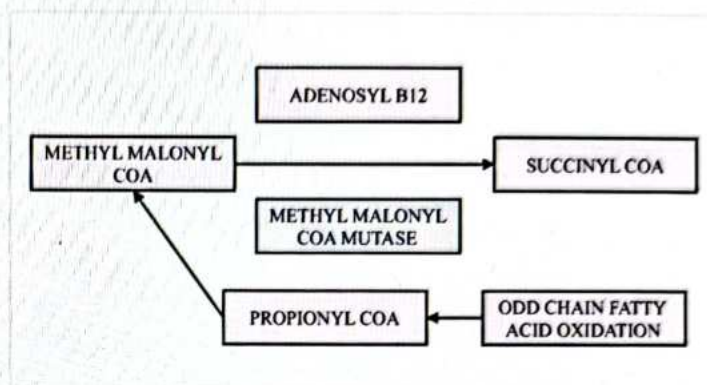 ADENOSYL B12
METHYL MALONYL
COA
SUCCINYL COA
METHYL MALONYL
COA MUTASE
PROPIONYL COA
ODD CHAIN FATTY
ACID OXIDATION